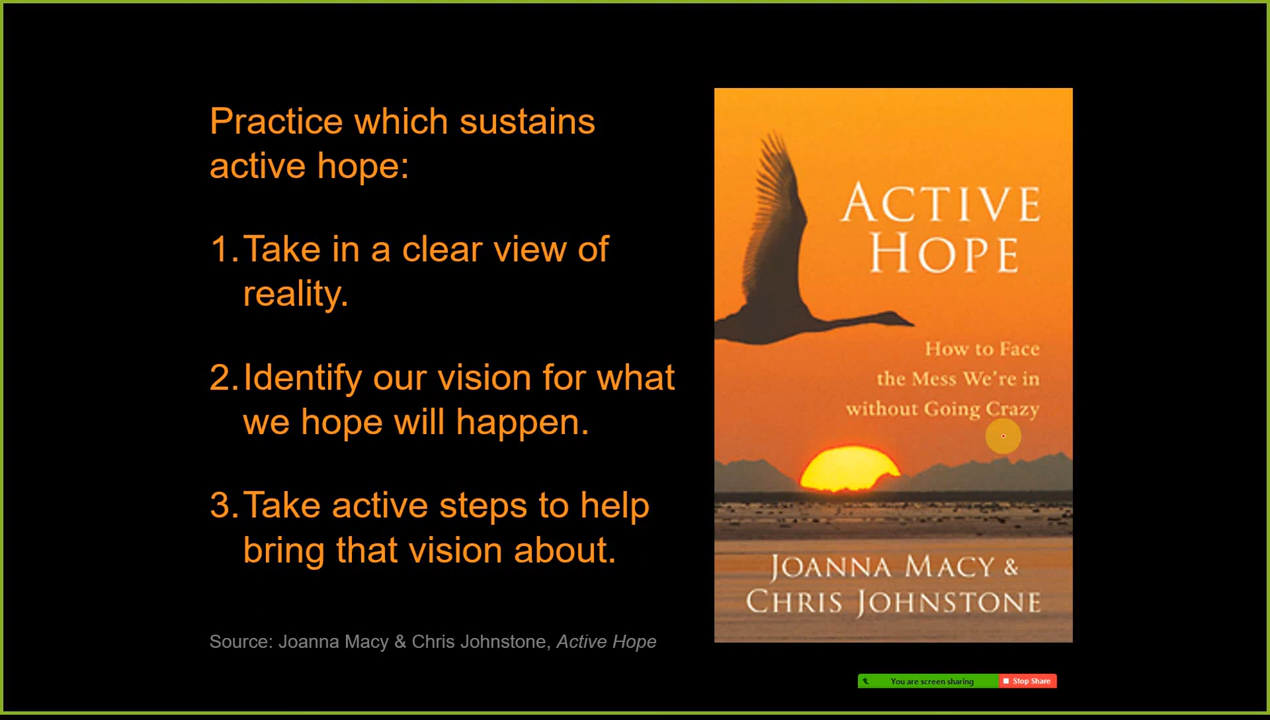 Practice which sustains
active hope:
1. Take in a clear view of
reality.
2. Identify our vision for what
we hope will happen.
3. Take active steps to help
bring that vision about.
Source: Joanna Macy & Chris Johnstone, Active Hope
ACTIVE
HOPE
How to Face
the Mess We're in
without Going Crazy
JOANNA MACY &
CHRIS JOHNSTONE
You are screen sharing
Stop Share